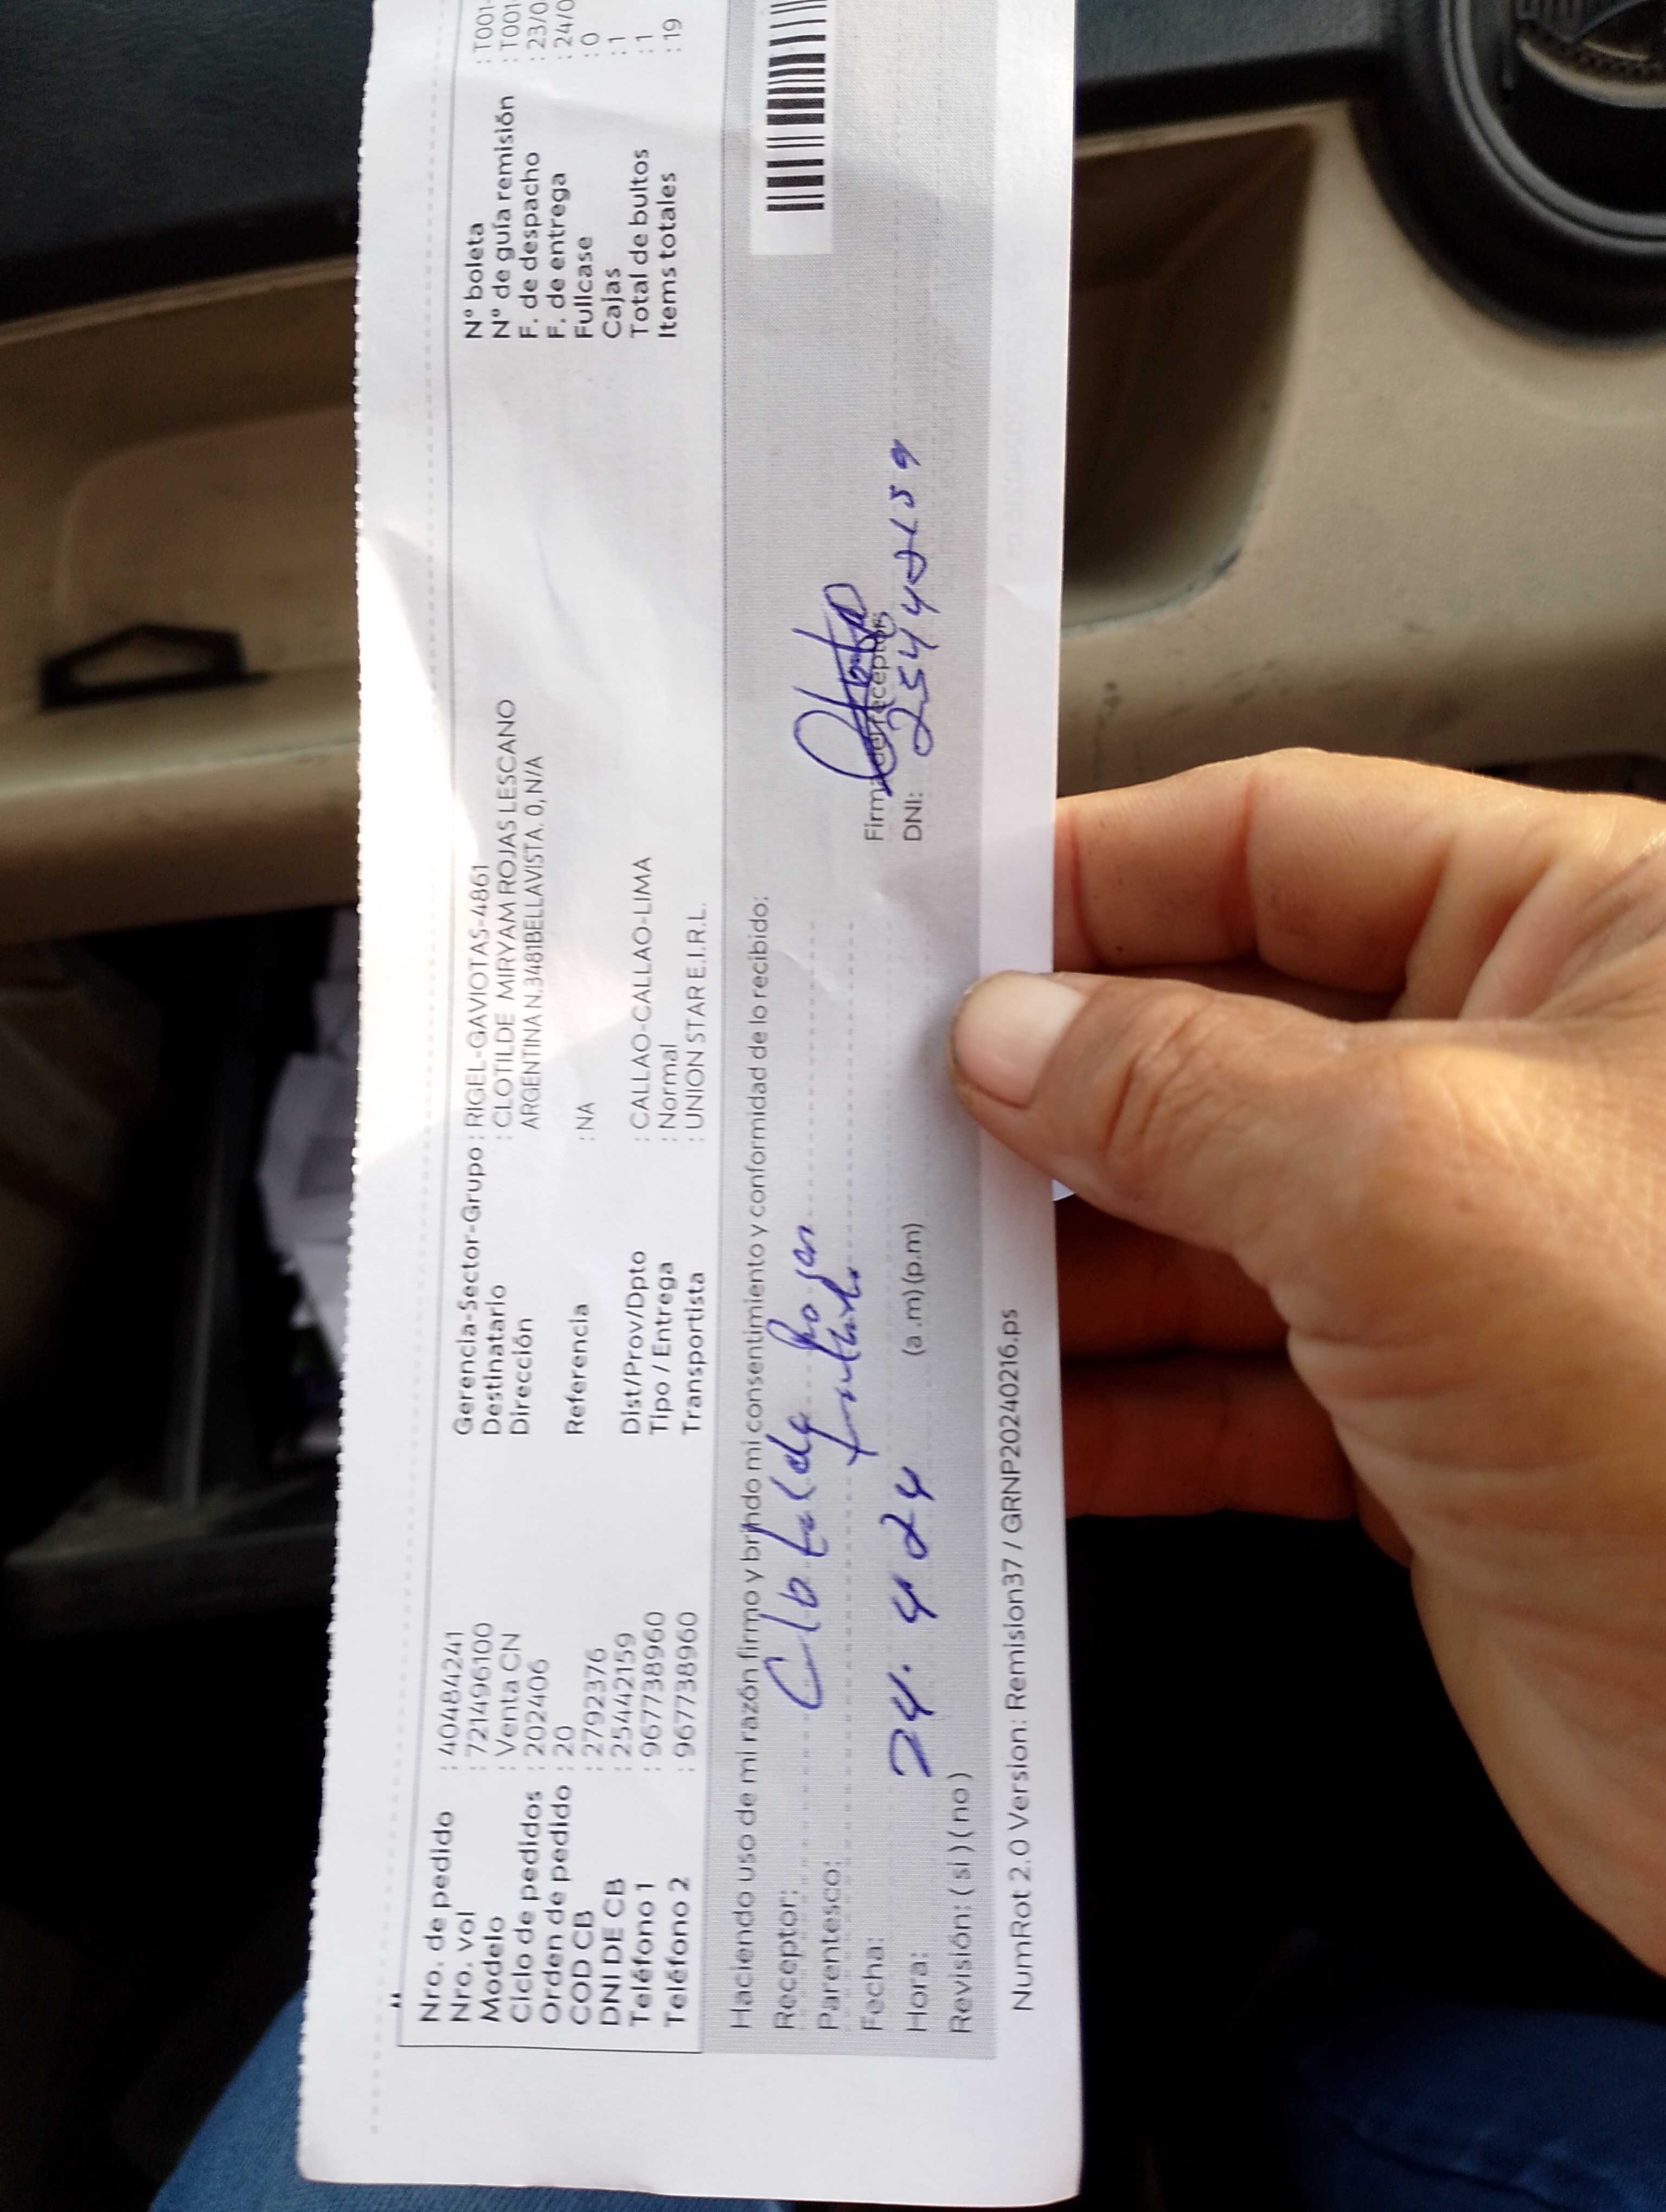 Nro. de pedido : 40484241
Nro. vol : 721496100
Modelo : Venta CN
Ciclo de pedidos : 202406
Orden de pedido : 20
COD CB : 2792376
DNI DE CB : 25442159
Teléfono 1 : 967738960
Teléfono 2 : 967738960
Gerencia-Sector-Grupo : RIGEL-GAVIOTAS-4861
Destinatario : CLOTILDE MIRYAM ROJAS LESCANO
Dirección ARGENTINA N.3481BELLAVISTA. 0, N/A
Referencia : NA
Dist/Prov/Dpto : CALLAO-CALLAO-LIMA
Tipo / Entrega : Normal
Transportista : UNION STAR E.I.R.L.
N° boleta : T001-
N° de guía remisión : T001-
F. de despacho : 23/0
F. de entrega : 24/0
Fullcase : 0
Cajas : 1
Total de bultos : 1
Items totales : 19
Haciendo uso de mi razón firmo y brindo mi consentimiento y conformidad de lo recibido:
Receptor: Clotilde Rojas
Parentesco:
Fecha: 24. 4 24
Hora: (a .m) (p.m)
Revisión: ( si ) ( no )
Firma del receptor:
DNI: 25442159
NumRot 2.0 Version: Remision37 / GRNP20240216.ps